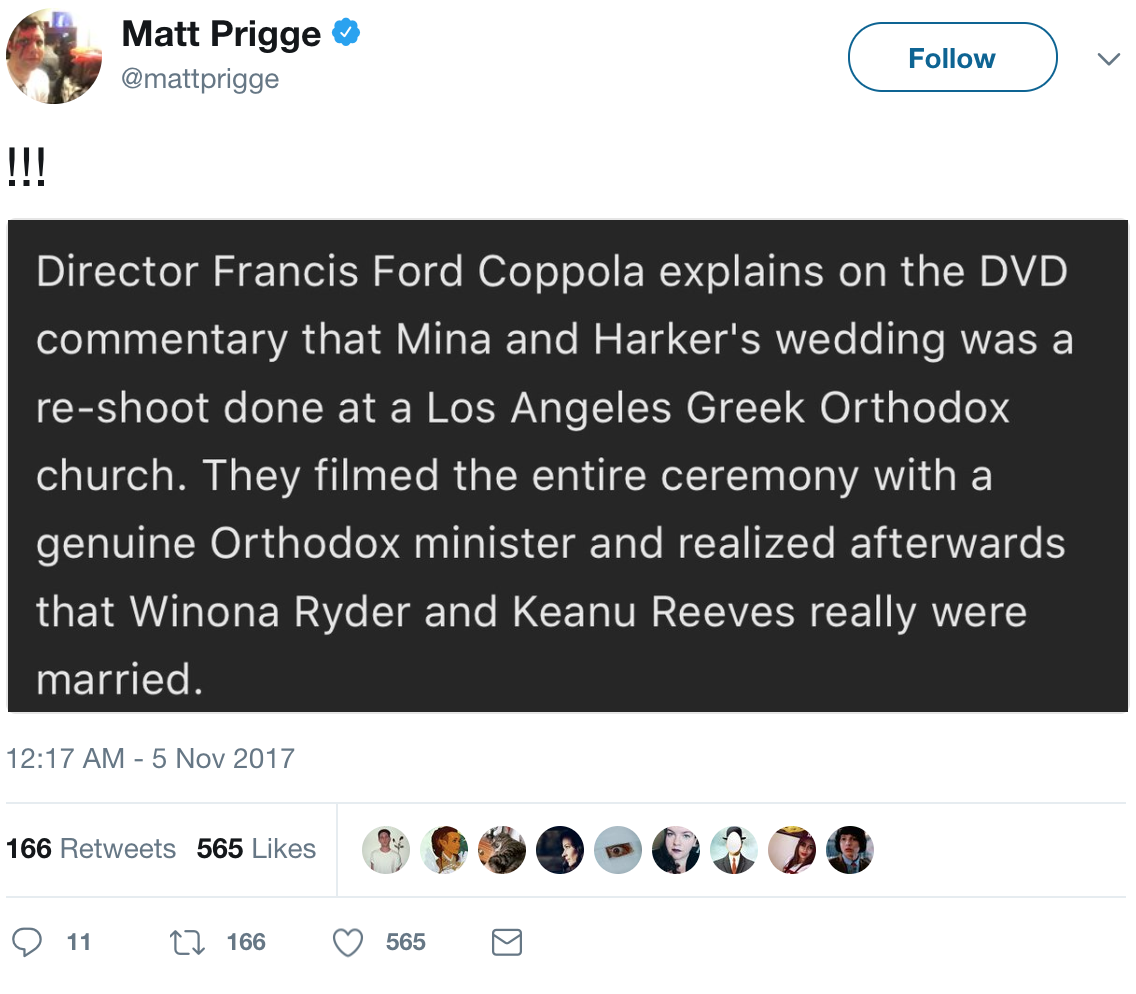 Matt Prigge
@mattprigge
Follow
!!!
Director Francis Ford Coppola explains on the DVD
commentary that Mina and Harker's wedding was a
re-shoot done at a Los Angeles Greek Orthodox
church. They filmed the entire ceremony with a
genuine Orthodox minister and realized afterwards
that Winona Ryder and Keanu Reeves really were
married.
12:17 AM - 5 Nov 2017
166 Retweets 565 Likes
11 166 565